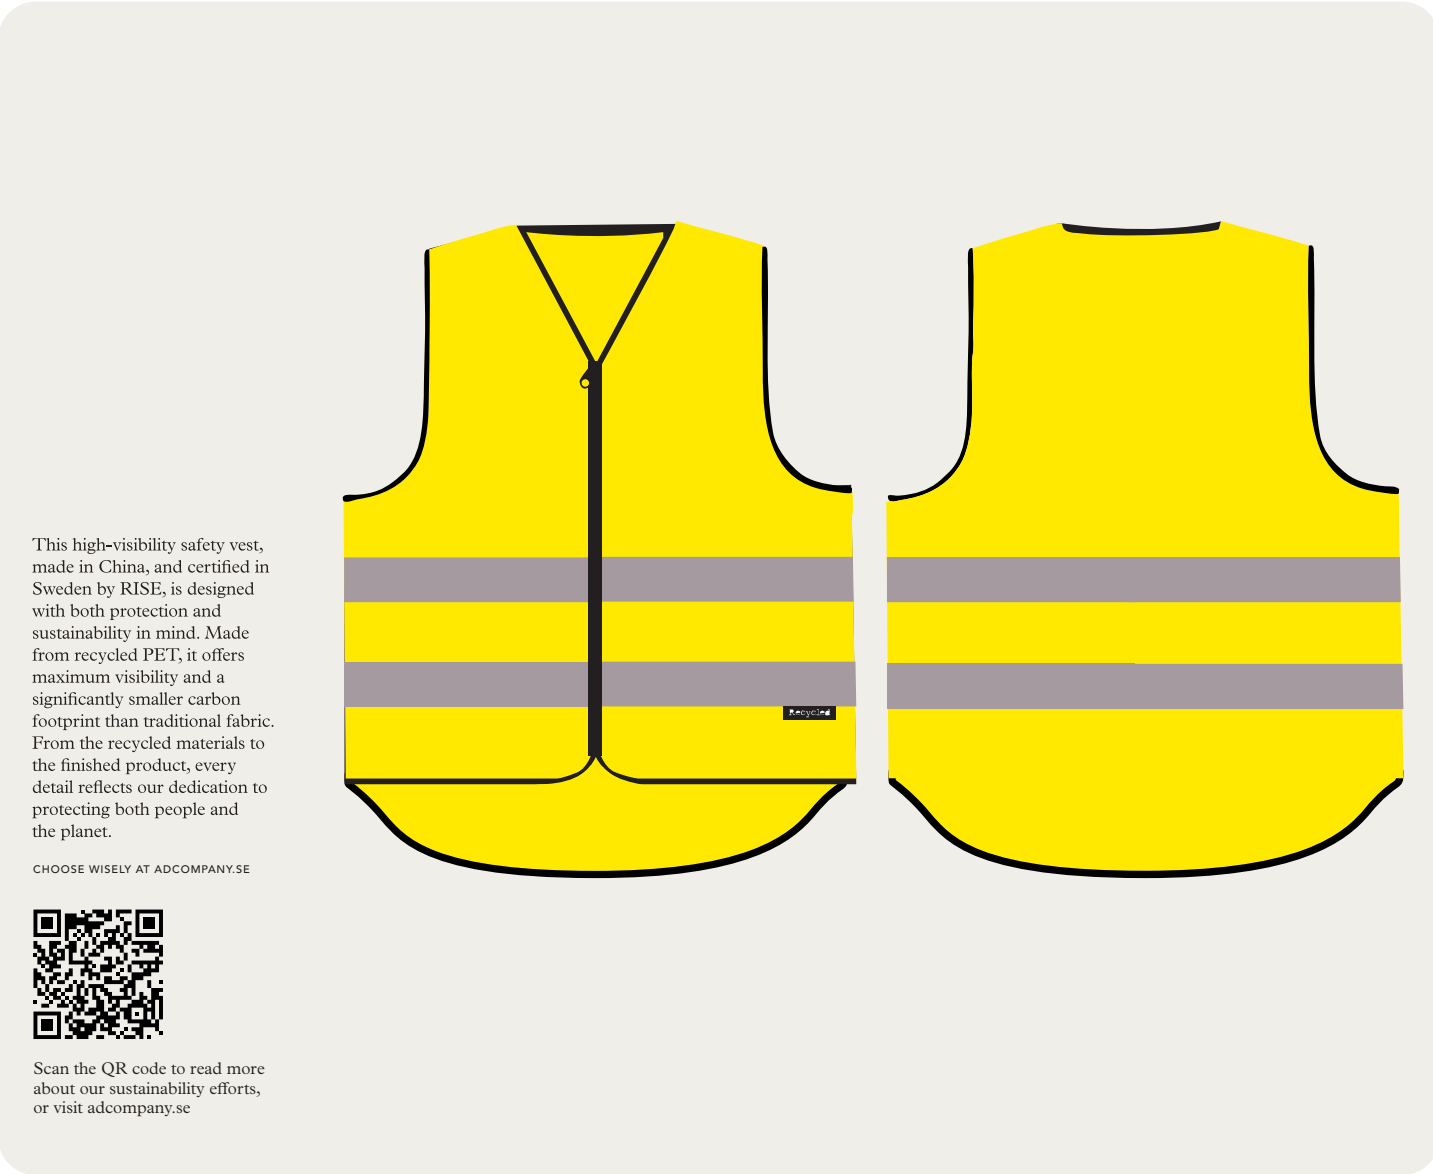 This high-visibility safety vest,
made in China, and certified in
Sweden by RISE, is designed
with both protection and
sustainability in mind. Made
from recycled PET, it offers
maximum visibility and a
significantly smaller carbon
footprint than traditional fabric.
From the recycled materials to
the finished product, every
detail reflects our dedication to
protecting both people and
the planet.
CHOOSE WISELY AT ADCOMPANY.SE
Scan the QR code to read more
about our sustainability efforts,
or visit adcompany.se
Recycled